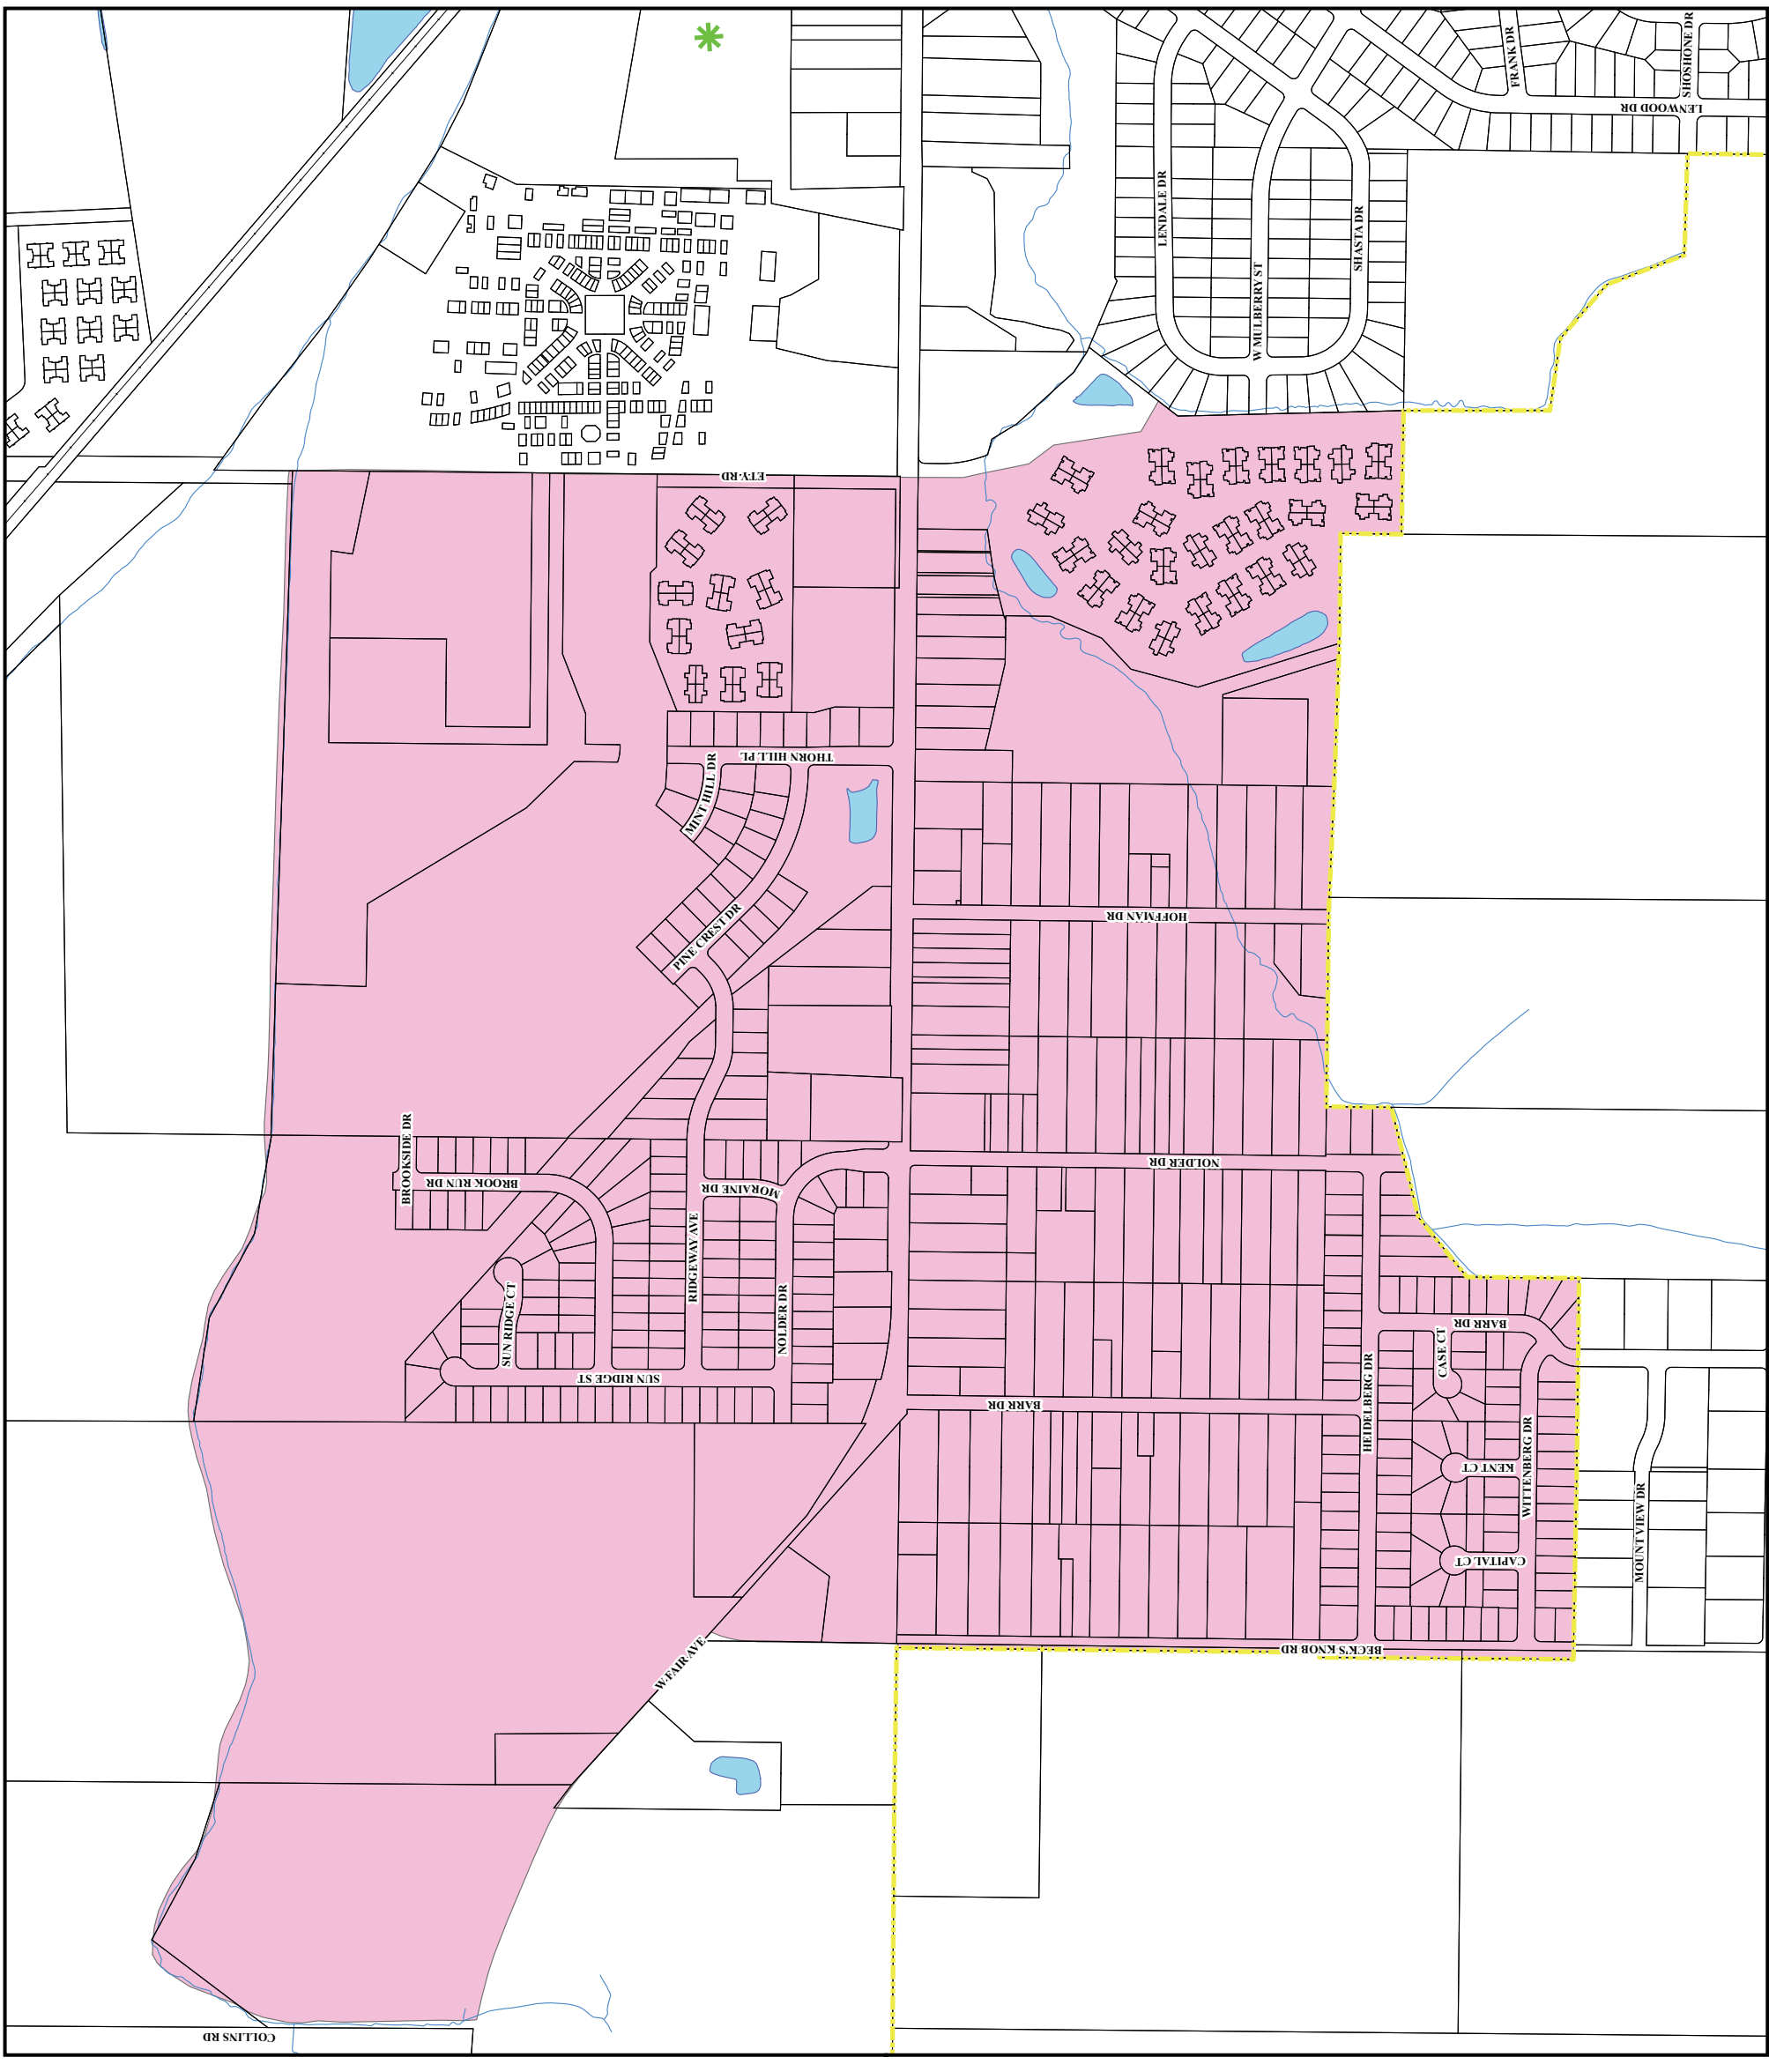 FRANK DR
SHOSHONE DR
LENWOOD DR
LENDALE DR
SHASTA DR
W MULBERRY ST
ETY RD
THORN HILL PL
MINT HILL DR
PINE CREST DR
HOFFMAN DR
BROOKSIDE DR
BROOK RUN DR
MORAINE DR
NOLDER DR
RIDGEWAY AVE
SUN RIDGE CT
NOLDER DR
SUN RIDGE ST
BARR DR
CASE CT
HEIDELBERG DR
BARR DR
WITTENBERG DR
KENT CT
MOUNT VIEW DR
CAPITAL CT
BECK'S KNOB RD
W FAIR AVE
COLLINS RD